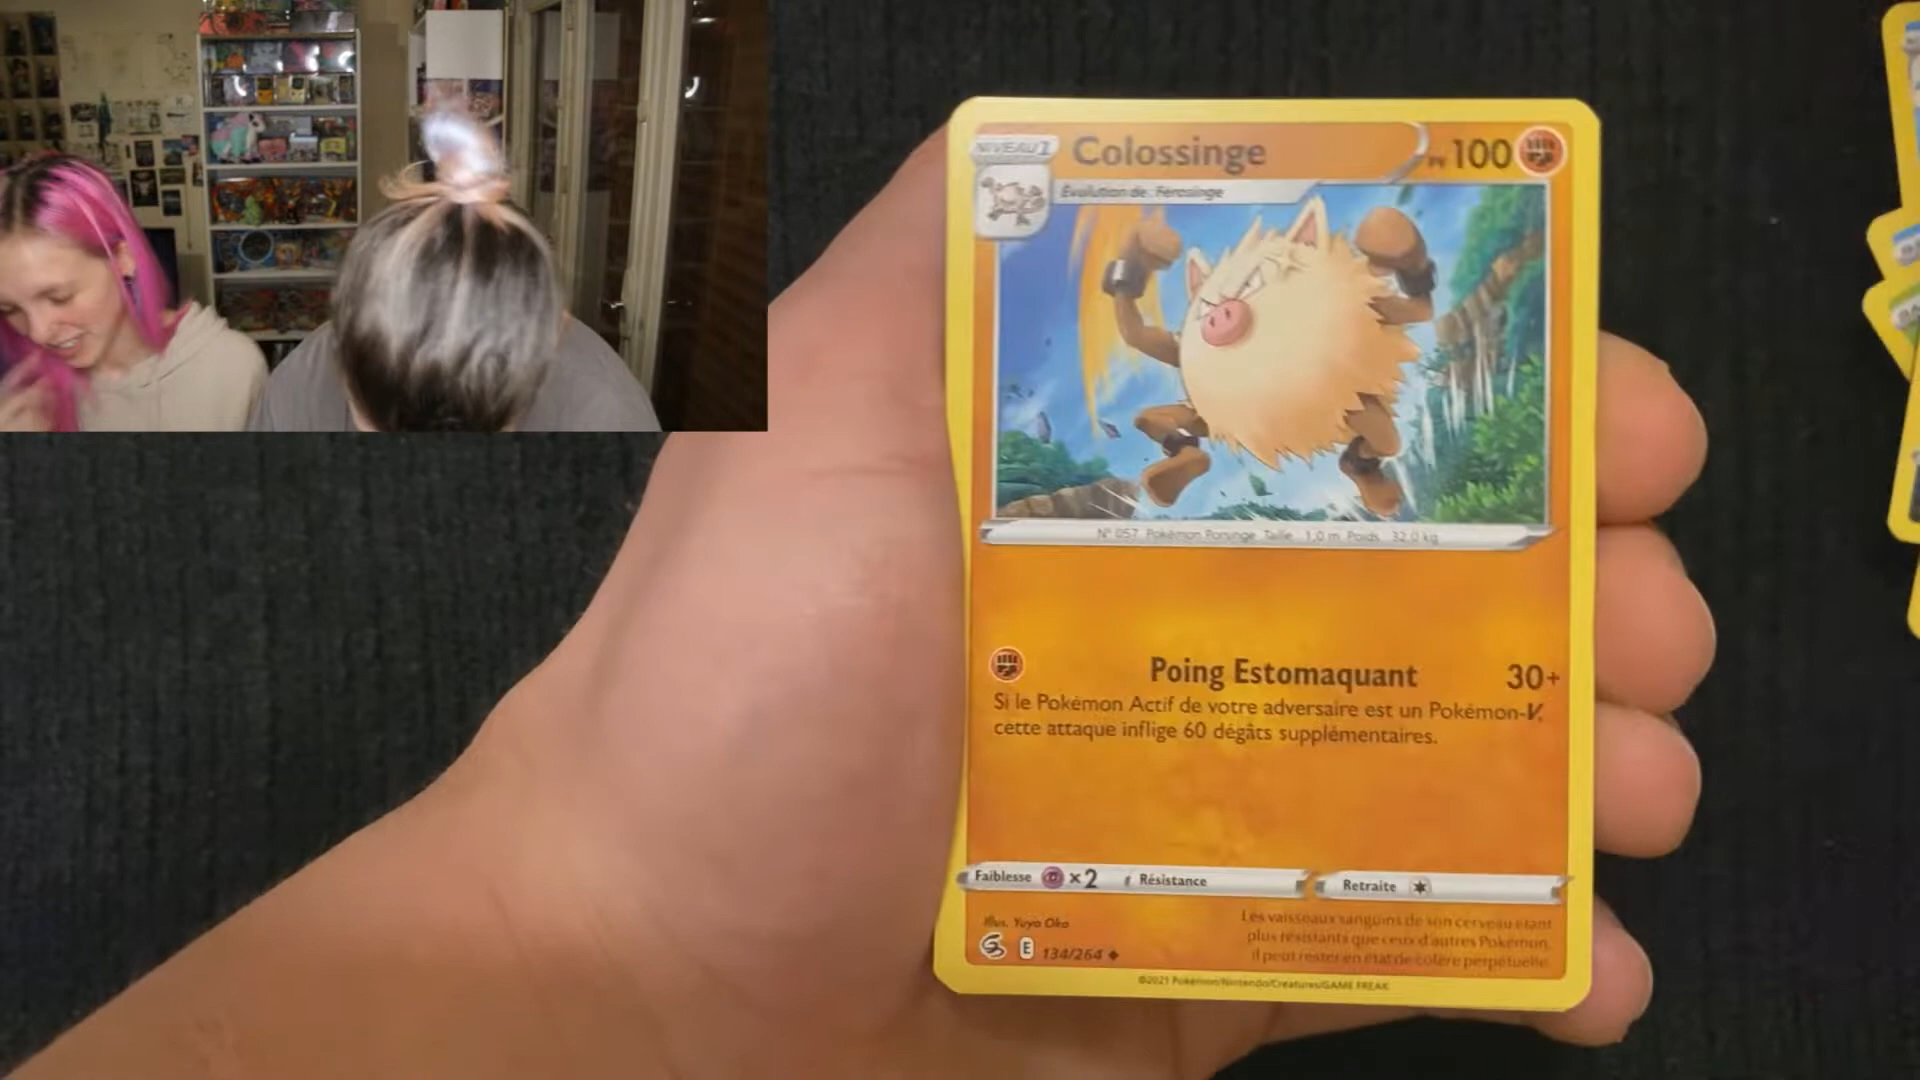 NIVEAU 1
Colossinge
PV 100
Évolution de Férosinge
N° 057 Pokémon Porsinge Taille 1,0 m Poids 32,0 kg
Poing Estomaquant 30+
Si le Pokémon Actif de votre adversaire est un Pokémon-V,
cette attaque inflige 60 dégâts supplémentaires.
Faiblesse ×2 Résistance Retraite
Illus. Yuya Oka
E 134/264
Les vaisseaux sanguins de son cerveau étant
plus résistants que ceux d'autres Pokémon,
il peut rester en état de colère perpétuelle.
©2021 Pokémon/Nintendo/Creatures/GAME FREAK